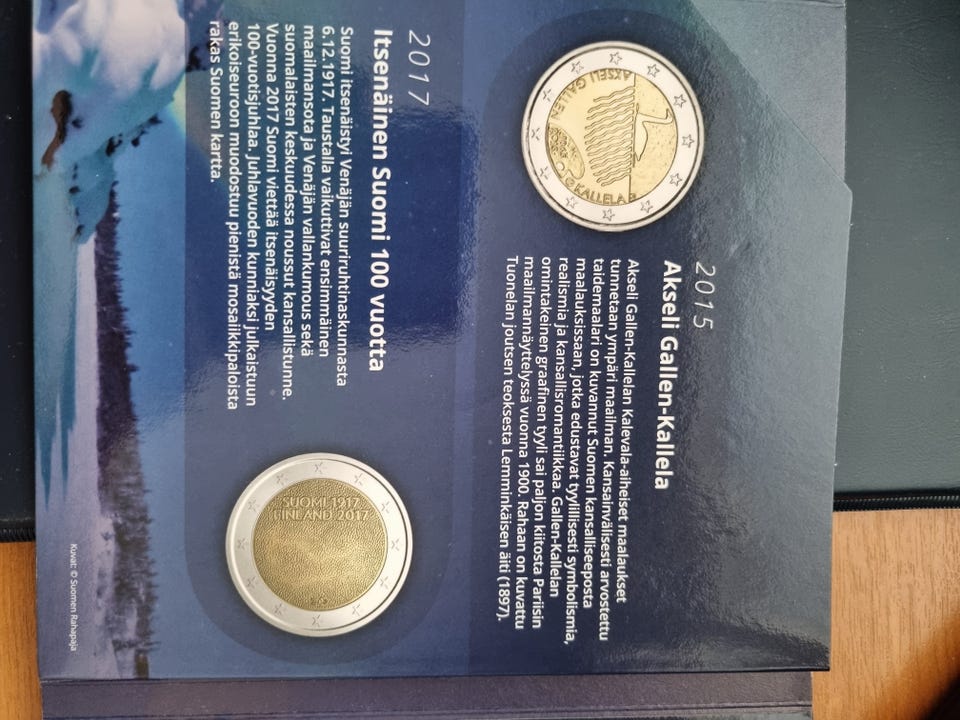 2015
Akseli Gallen-Kallela
Akseli Gallen-Kallelan Kalevala-aiheiset maalaukset
tunnetaan ympäri maailman. Kansainvälisesti arvostettu
taidemaalari on kuvannut Suomen kansalliseeposta
maalauksissaan, jotka edustavat tyylillisesti symbolismia,
realismia ja kansallisromantiikkaa. Gallen-Kallelan
omintakeinen graafinen tyyli sai paljon kiitosta Pariisin
maailmannäyttelyssä vuonna 1900. Rahaan on kuvattu
Tuonelan joutsen teoksesta Lemminkäisen äiti (1897).
AKSELI GALLEN KALLELA
2017
Itsenäinen Suomi 100 vuotta
Suomi itsenäistyi Venäjän suuriruhtinaskunnasta
6.12.1917. Taustalla vaikuttivat ensimmäinen
maailmansota ja Venäjän vallankumous sekä
suomalaisten keskuudessa noussut kansallistunne.
Vuonna 2017 Suomi viettää itsenäisyyden
100-vuotisjuhlaa. Juhlavuoden kunniaksi julkaistuun
erikoiseuroon muodostuu pienistä mosaiikkipaloista
rakas Suomen kartta.
SUOMI 1917
FINLAND 2017
Kuvat: © Suomen Rahapaja